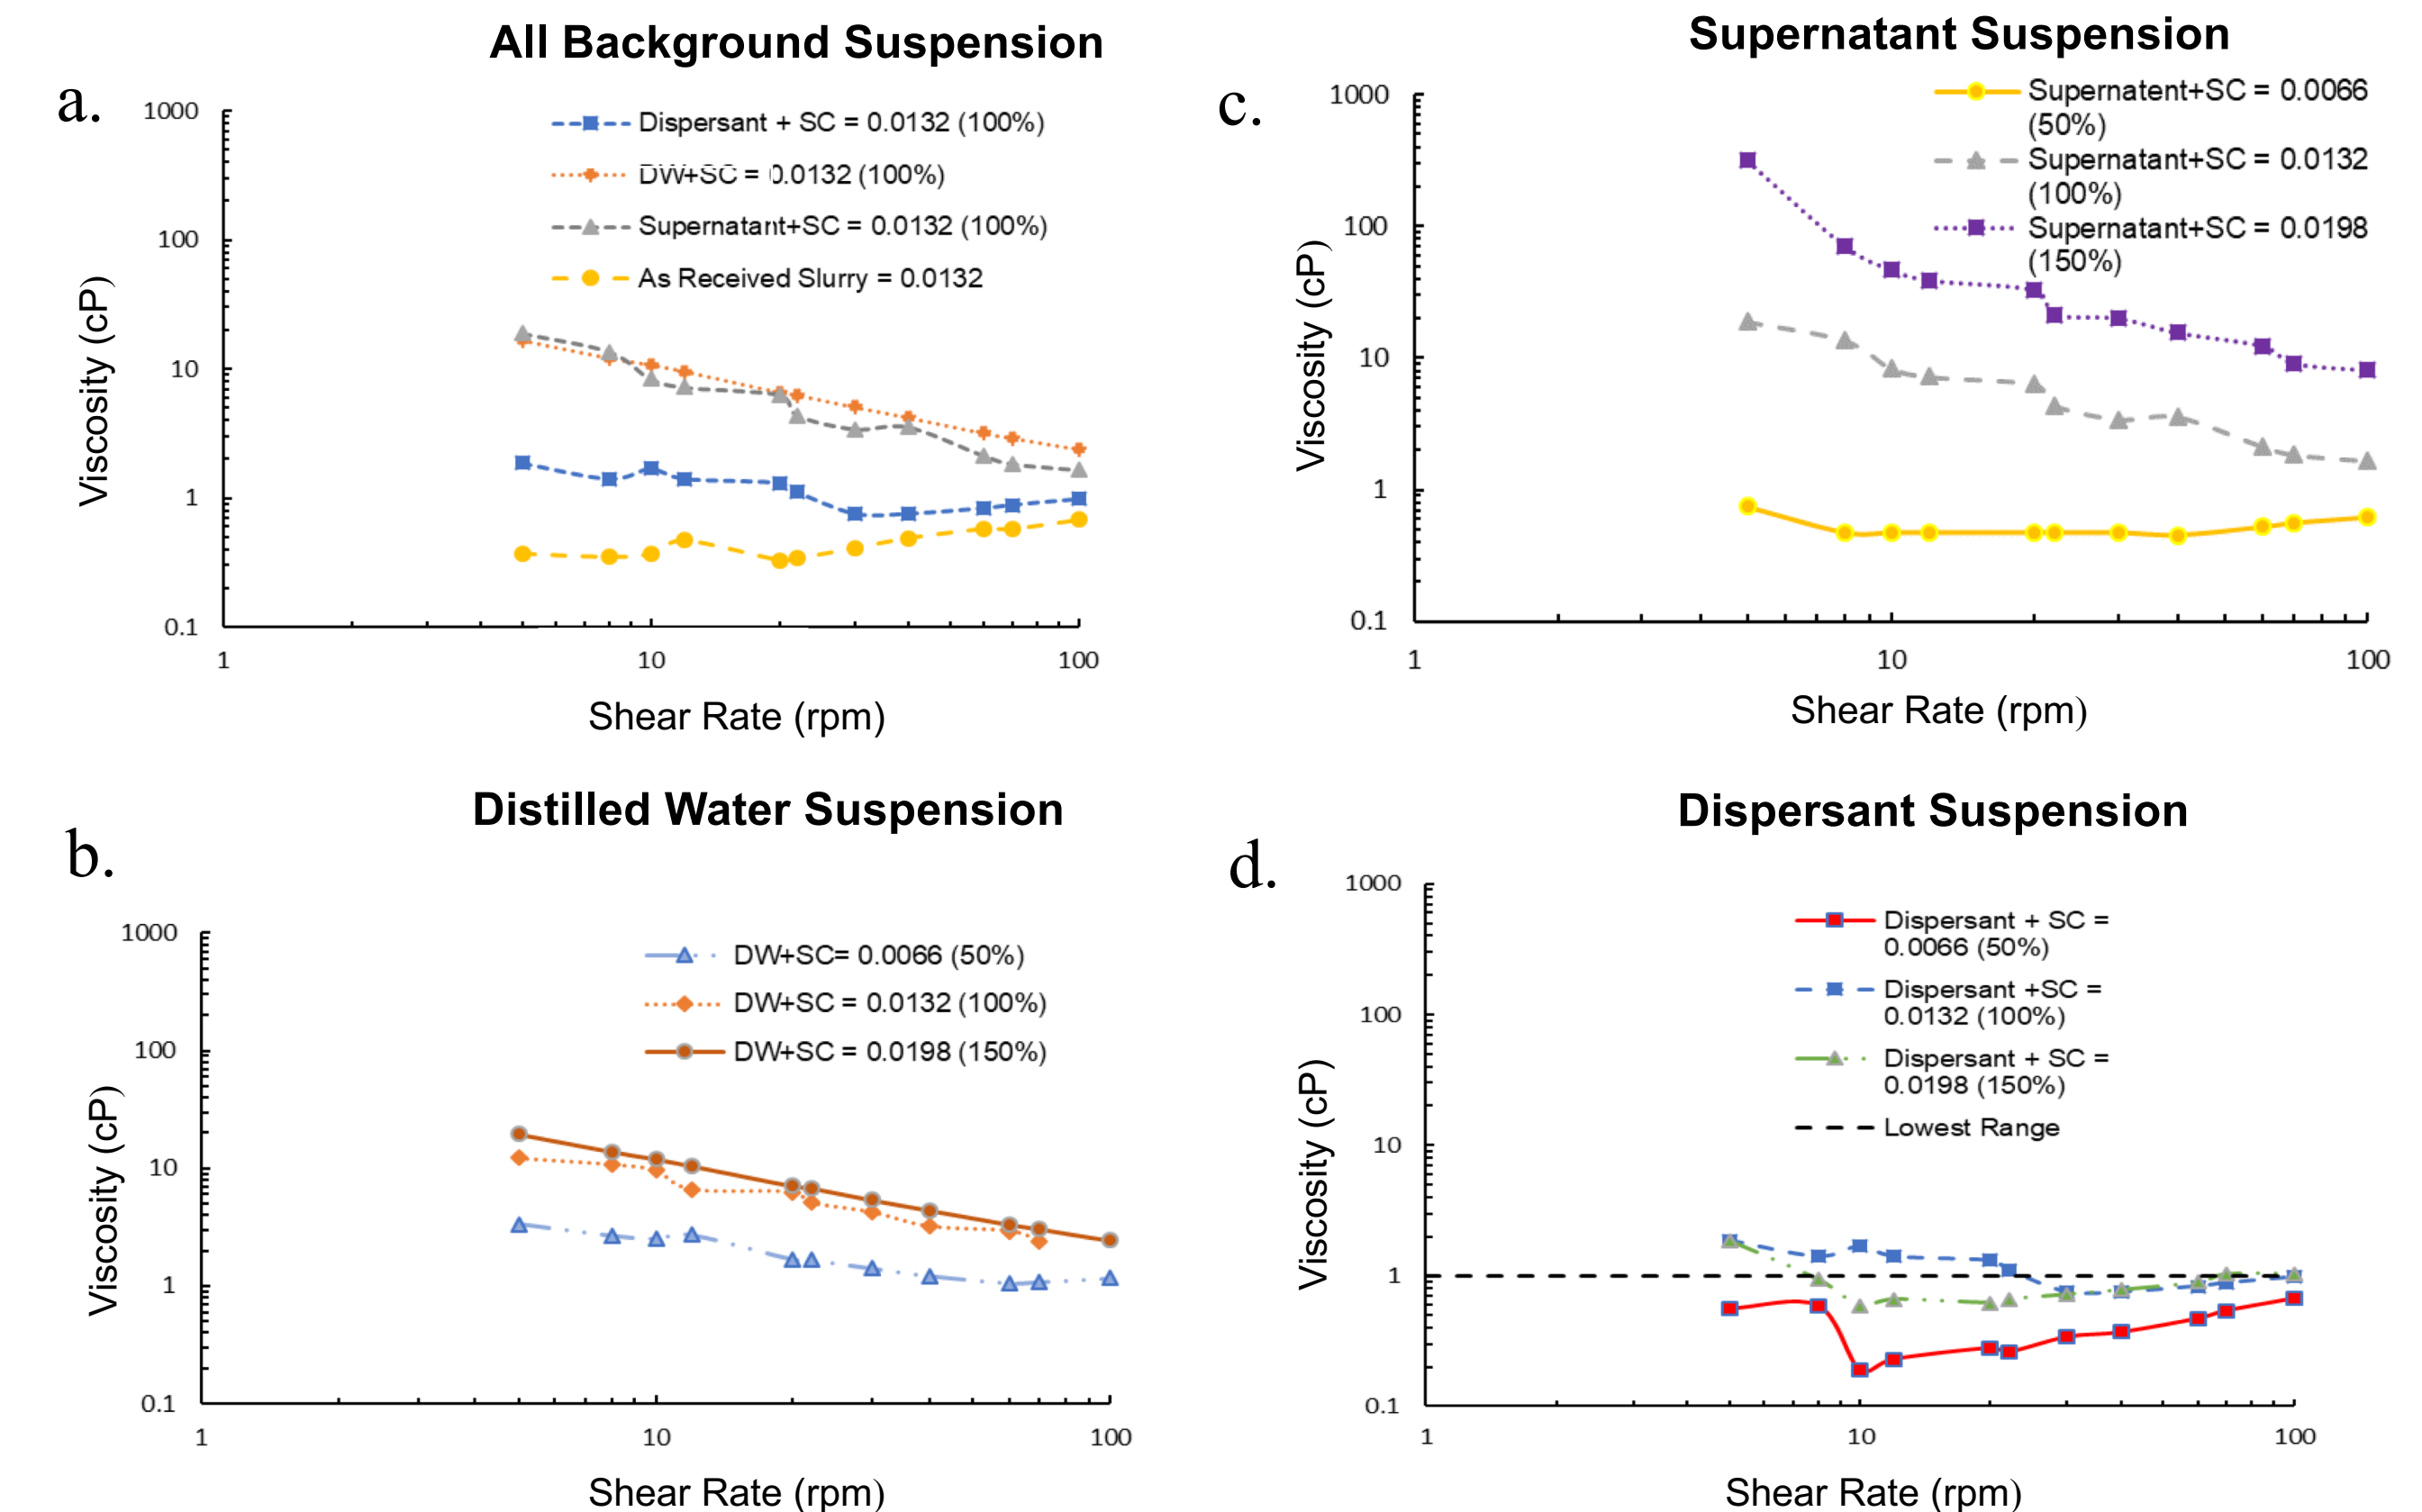 All Background Suspension
a.
1000
100
10
1
0.1
Viscosity (cP)
Dispersant + SC = 0.0132 (100%)
DW+SC = 0.0132 (100%)
Supernatant+SC = 0.0132 (100%)
As Received Slurry = 0.0132
1
10
100
Shear Rate (rpm)
Distilled Water Suspension
b.
1000
100
10
1
0.1
Viscosity (cP)
DW+SC= 0.0066 (50%)
DW+SC = 0.0132 (100%)
DW+SC = 0.0198 (150%)
1
10
100
Shear Rate (rpm)
Supernatant Suspension
c.
1000
100
10
1
0.1
Viscosity (cP)
Supernatent+SC = 0.0066
(50%)
Supernatant+SC = 0.0132
(100%)
Supernatant+SC = 0.0198
(150%)
1
10
100
Shear Rate (rpm)
Dispersant Suspension
d.
1000
100
10
1
0.1
Viscosity (cP)
Dispersant + SC =
0.0066 (50%)
Dispersant +SC =
0.0132 (100%)
Dispersant + SC =
0.0198 (150%)
Lowest Range
1
10
100
Shear Rate (rpm)